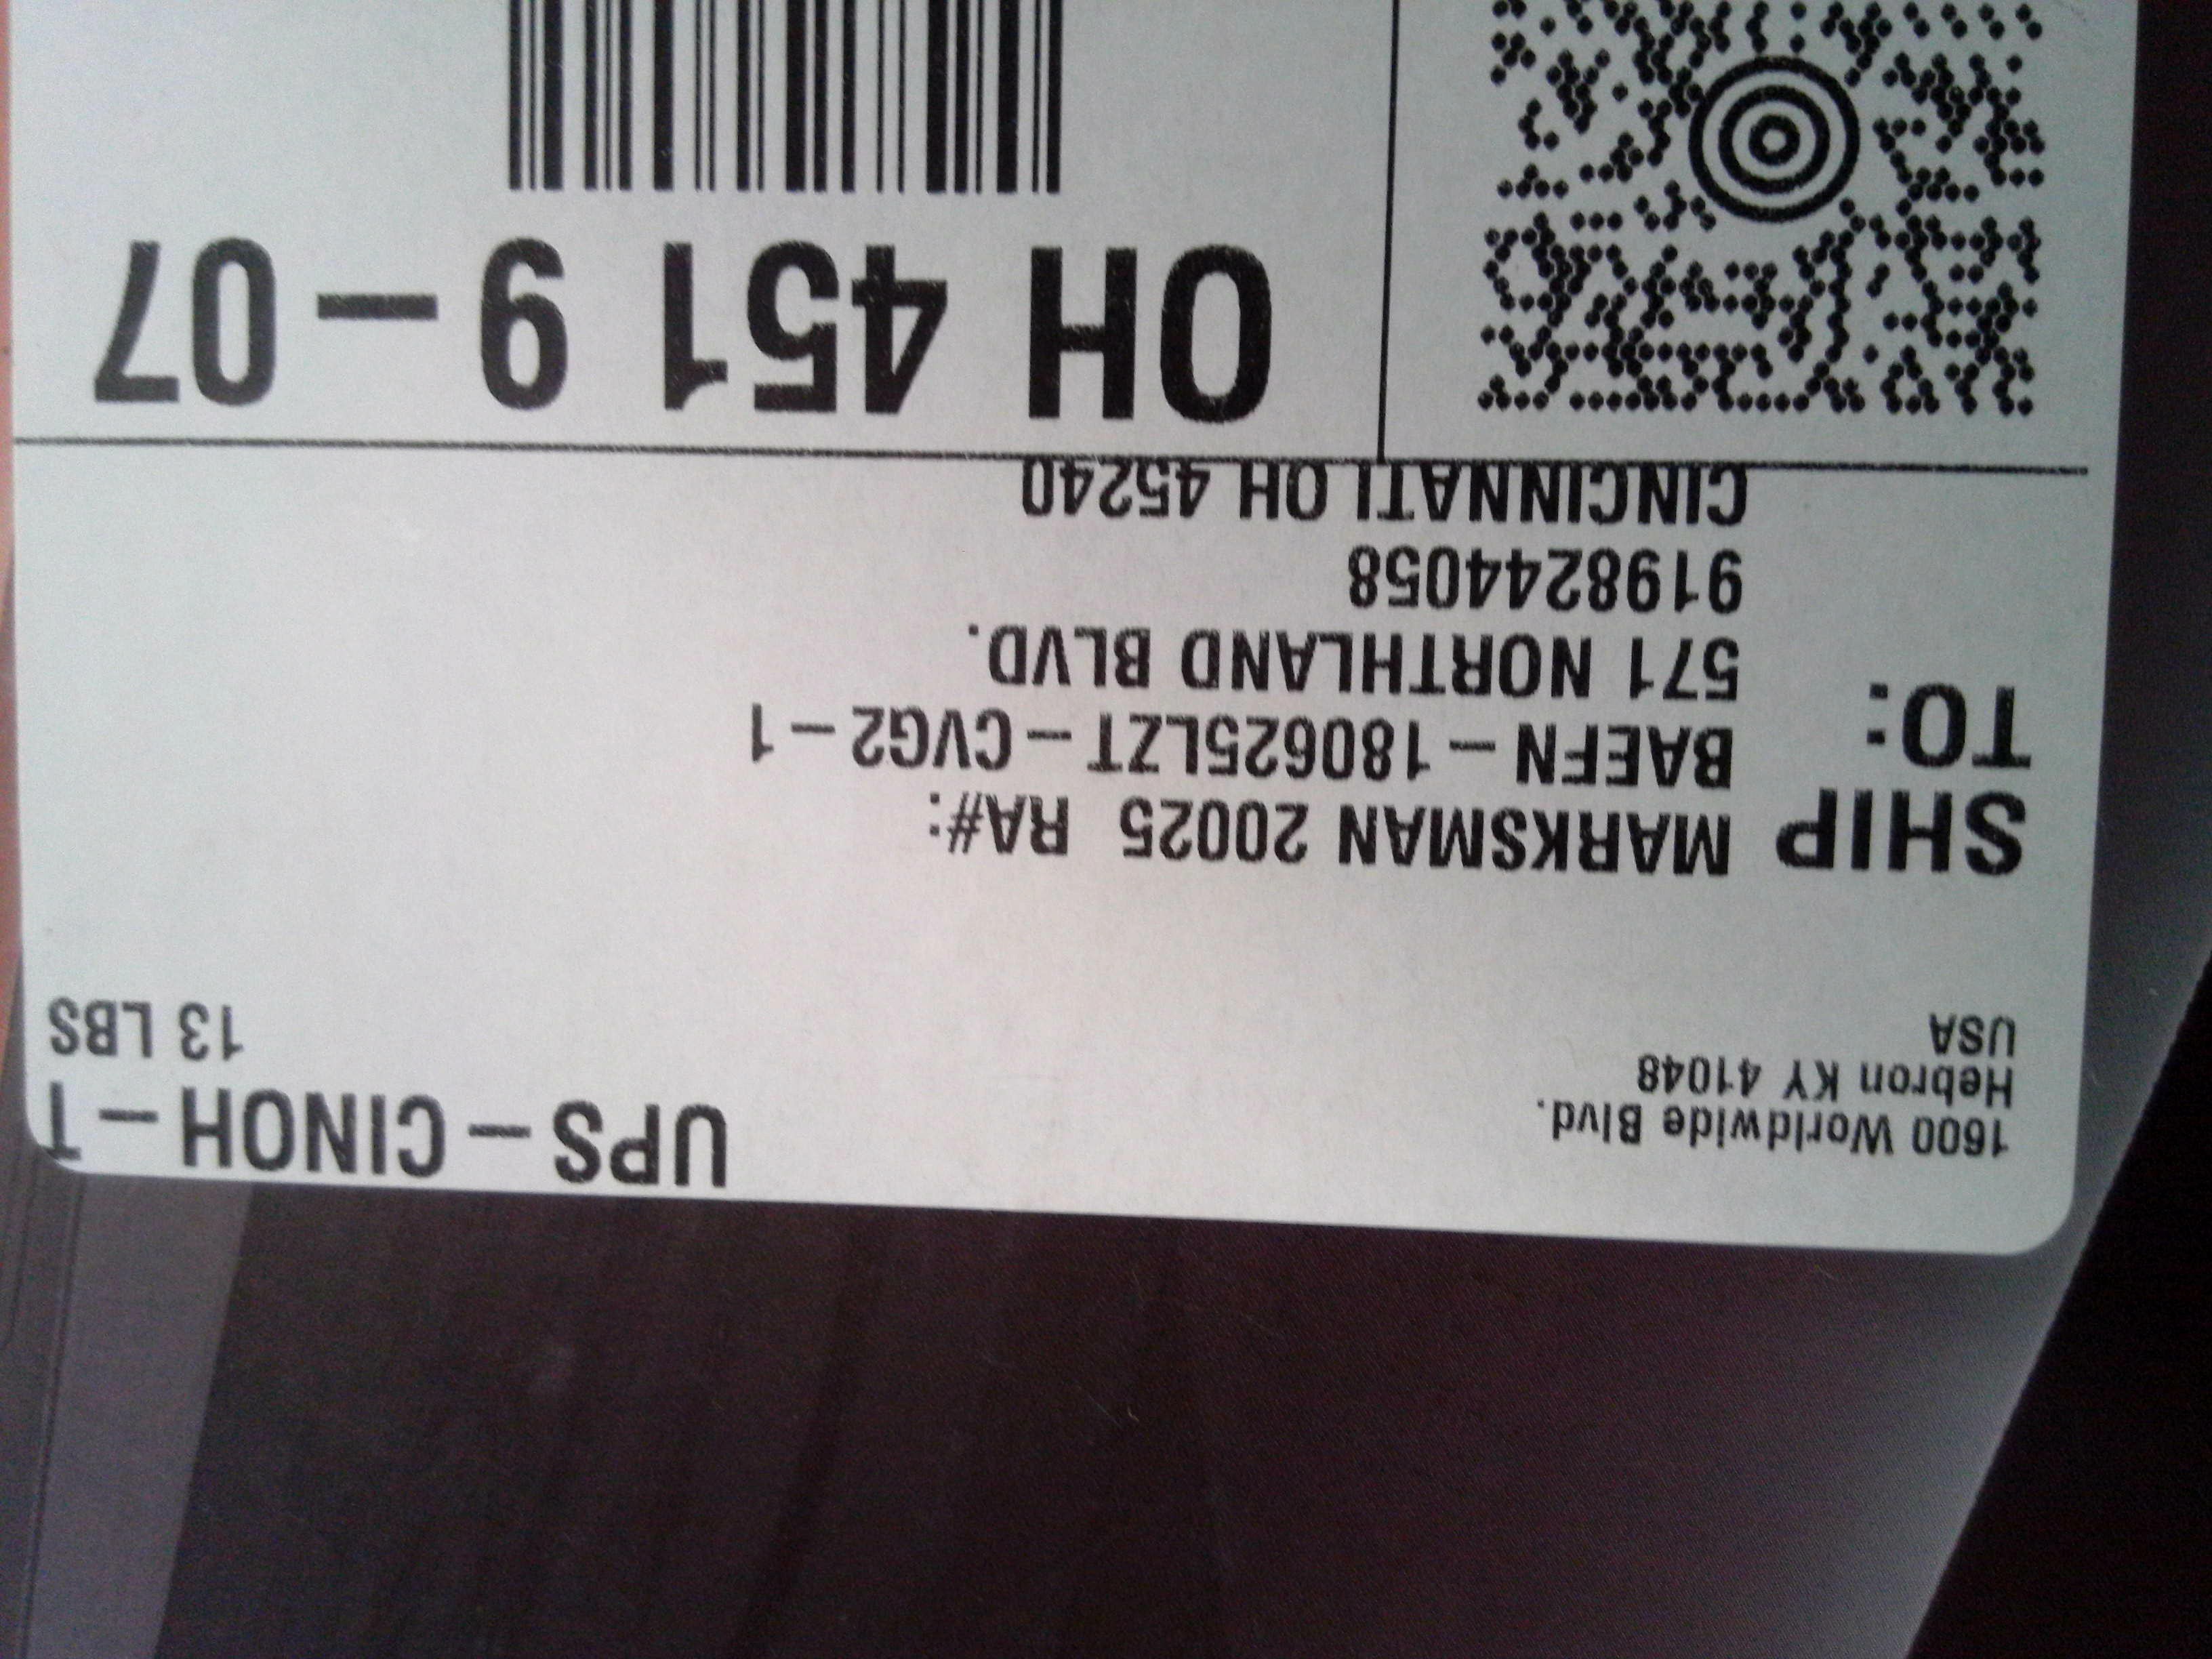 1600 Worldwide Blvd.
Hebron KY 41048
USA
UPS - CINOH - T
13 LBS
SHIP
TO:
MARKSMAN 20025 RA#:
BAEFN - 180625LZT - CVG2 - 1
571 NORTHLAND BLVD.
9198244058
CINCINNATI OH 45240
OH 451 9 - 07